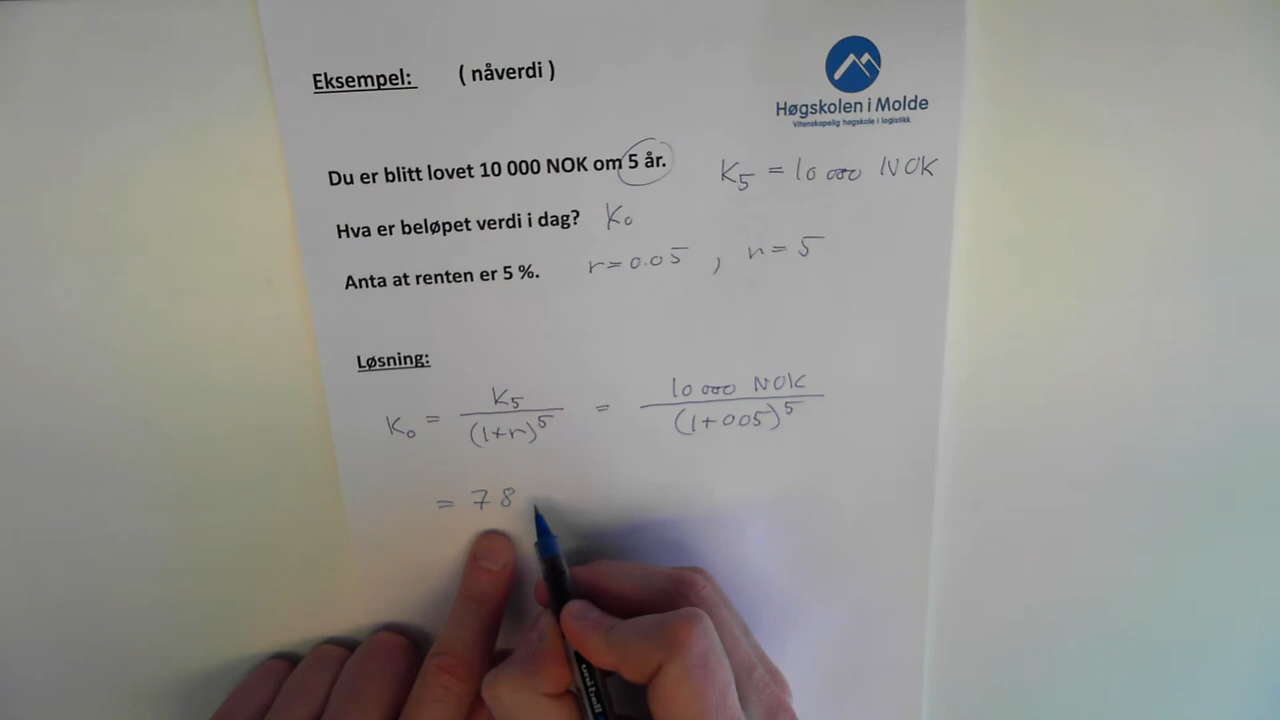 Eksempel: ( nåverdi )
Høgskolen i Molde
Vitenskapelig høgskole i logistikk
Du er blitt lovet 10 000 NOK om 5 år. K5 = 10 000 NOK
Hva er beløpet verdi i dag? K0
Anta at renten er 5 %. r=0.05 , n=5
Løsning:
K0 = K5 / (1+r)^5 = 10 000 NOK / (1+005)^5
= 78
uni-ball